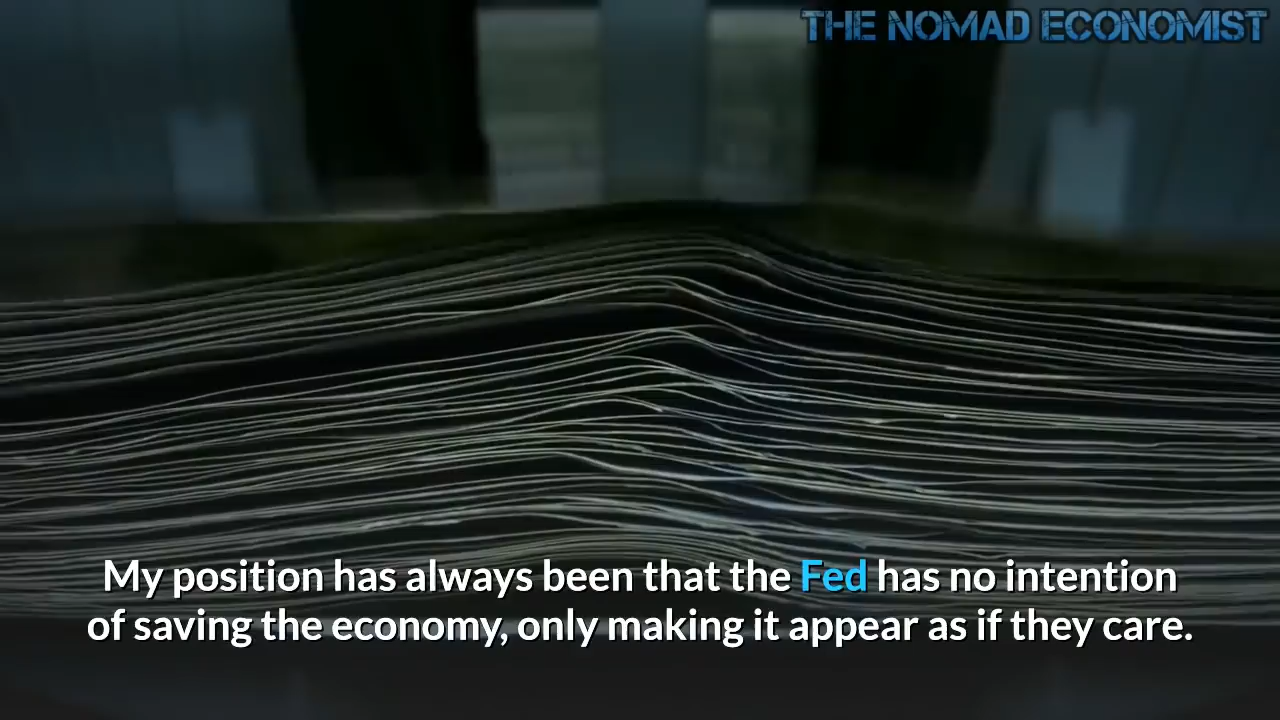 THE NOMAD ECONOMIST
My position has always been that the Fed has no intention
of saving the economy, only making it appear as if they care.